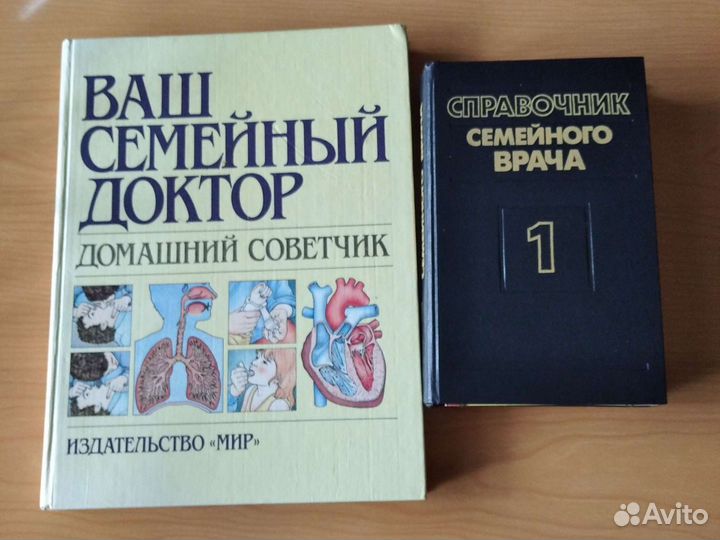 ВАШ
СЕМЕЙНЫЙ
ДОКТОР
ДОМАШНИЙ СОВЕТЧИК
ИЗДАТЕЛЬСТВО «МИР»
СПРАВОЧНИК
СЕМЕЙНОГО
ВРАЧА
1
Avito